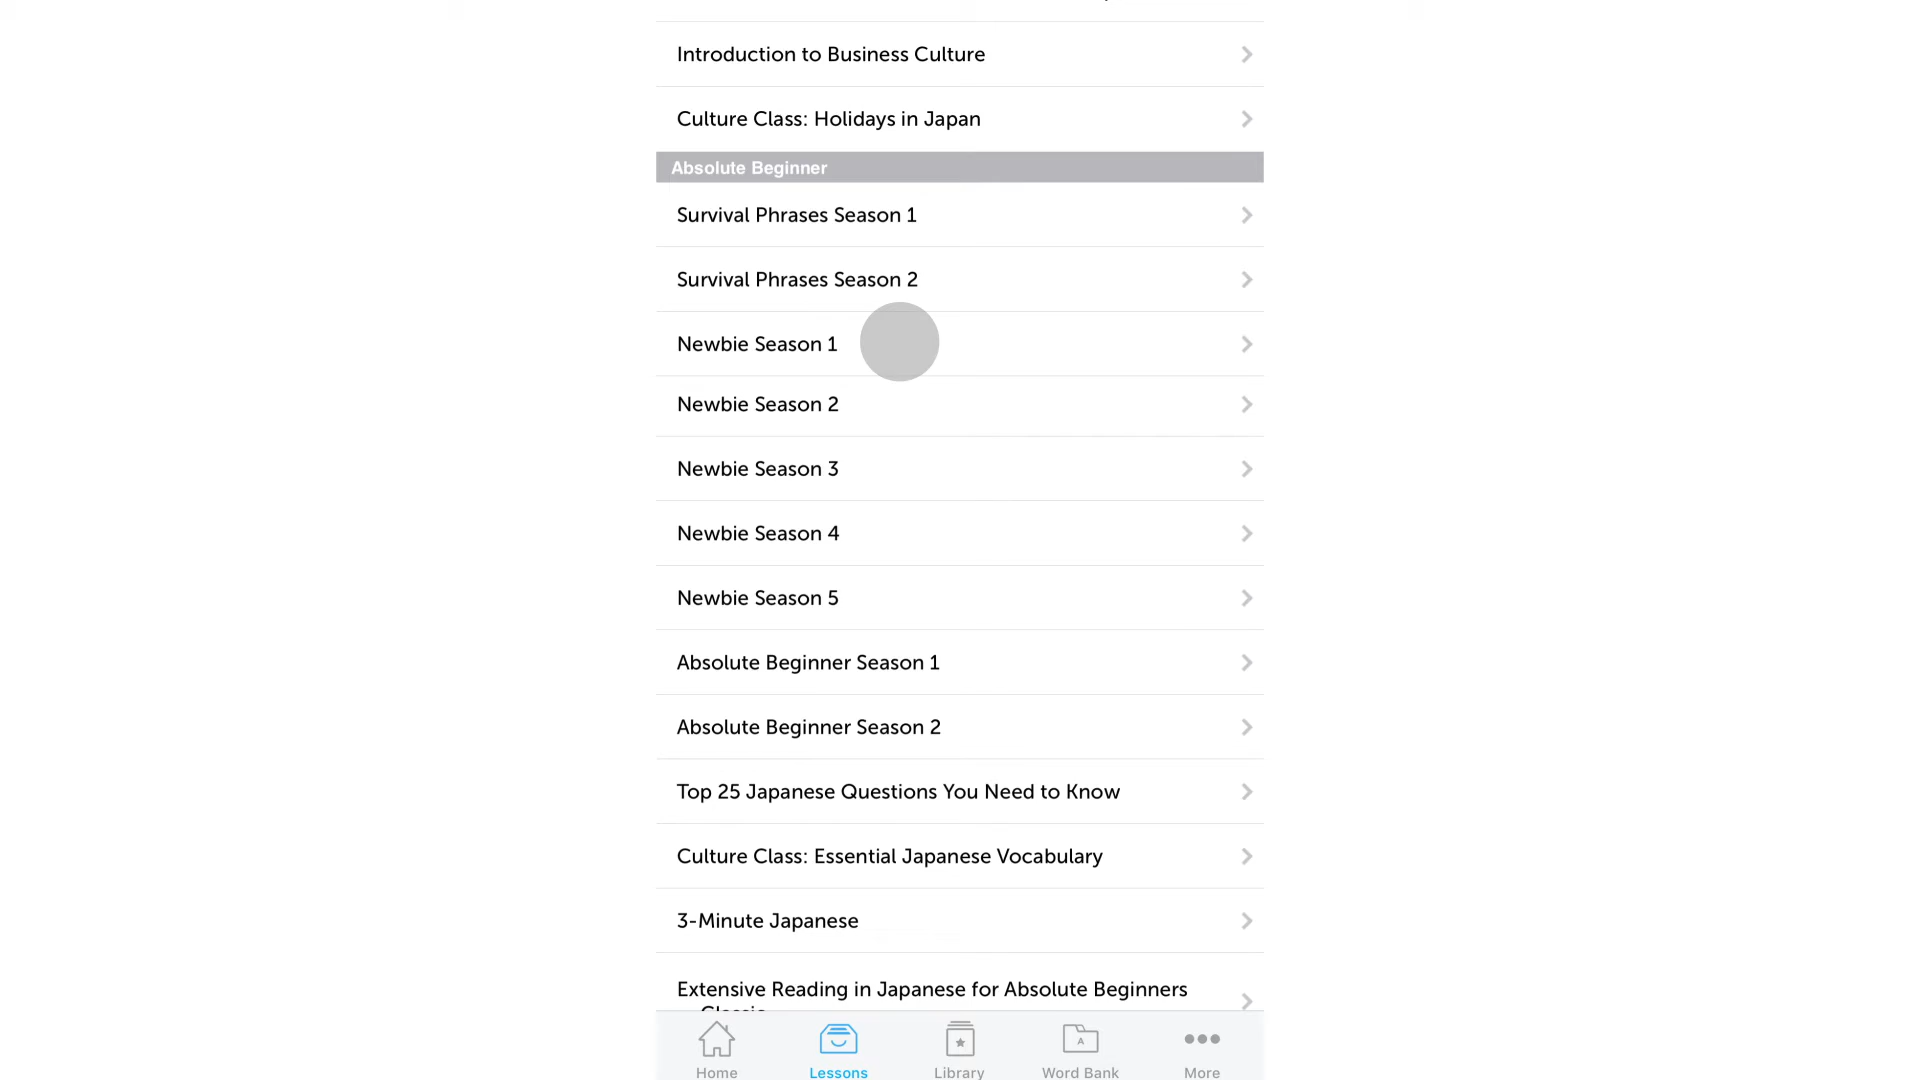 Introduction to Business Culture
Culture Class: Holidays in Japan
Absolute Beginner
Survival Phrases Season 1
Survival Phrases Season 2
Newbie Season 1
Newbie Season 2
Newbie Season 3
Newbie Season 4
Newbie Season 5
Absolute Beginner Season 1
Absolute Beginner Season 2
Top 25 Japanese Questions You Need to Know
Culture Class: Essential Japanese Vocabulary
3-Minute Japanese
Extensive Reading in Japanese for Absolute Beginners
Home
Lessons
Library
A
Word Bank
More